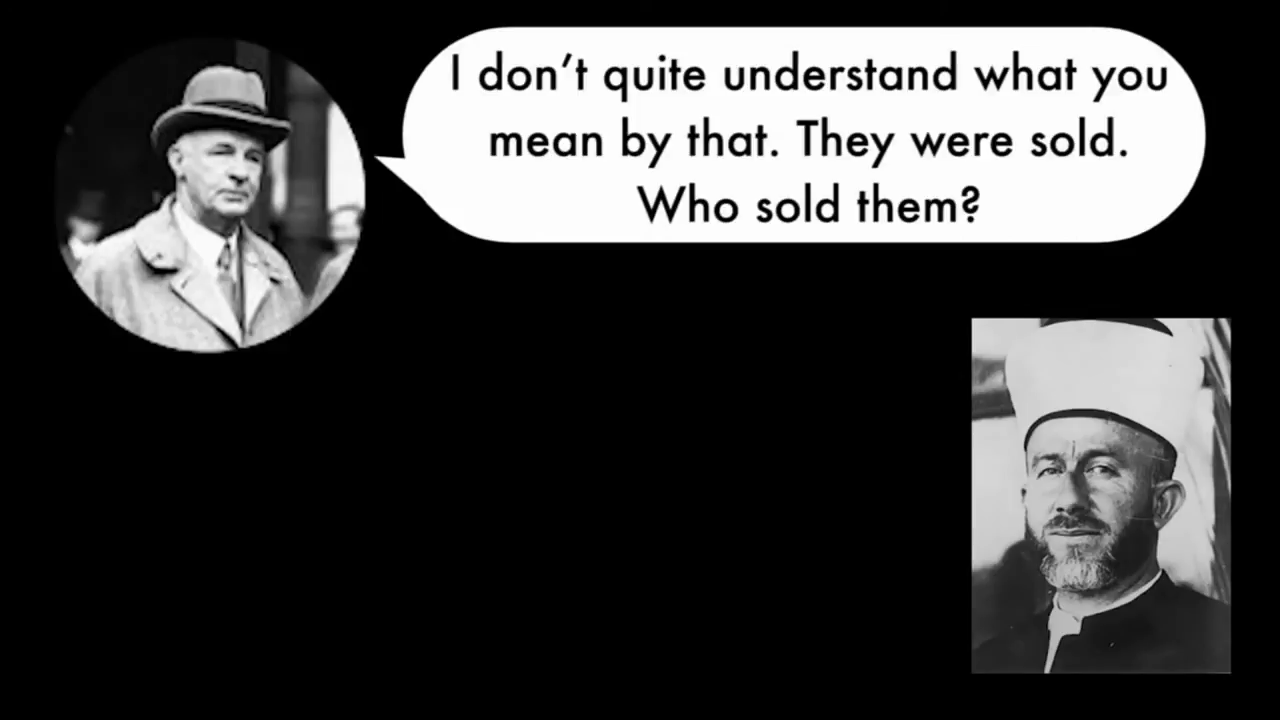 I don’t quite understand what you
mean by that. They were sold.
Who sold them?